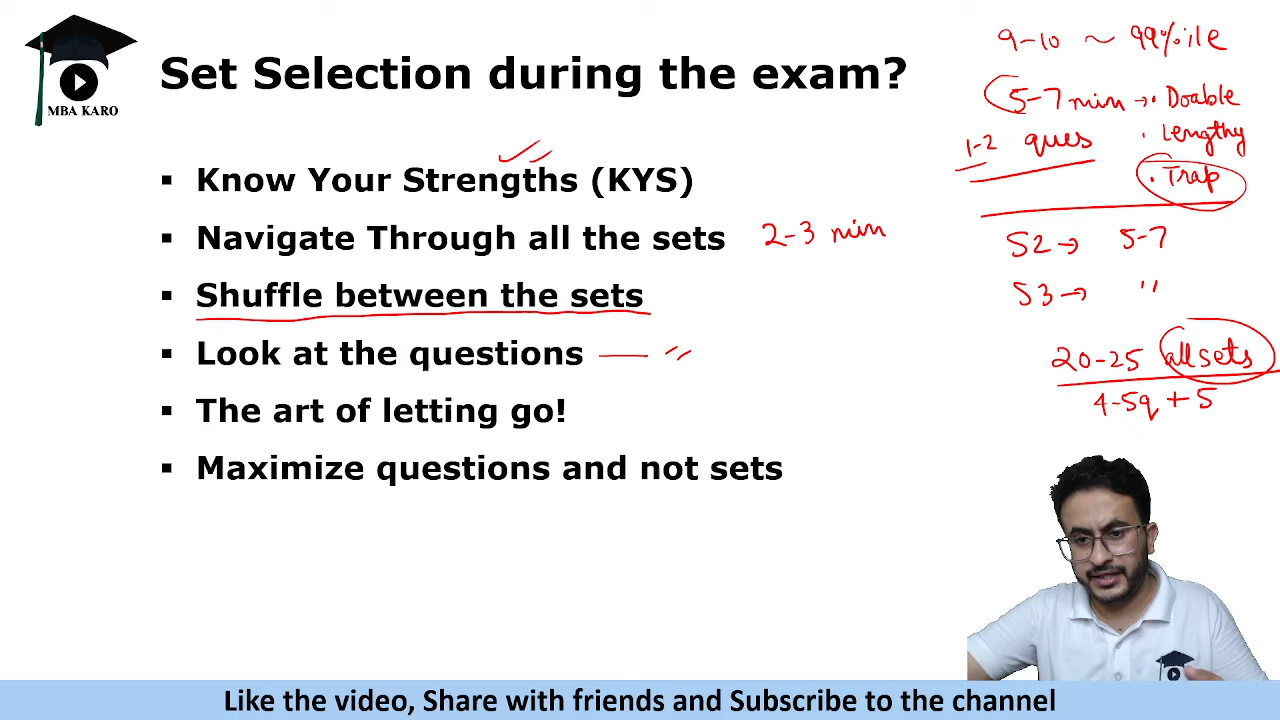 MBA KARO
Set Selection during the exam?
▪ Know Your Strengths (KYS)
▪ Navigate Through all the sets 2-3 min
▪ Shuffle between the sets
▪ Look at the questions — "
▪ The art of letting go!
▪ Maximize questions and not sets
9-10 ~ 99%ile
5-7 min → • Doable
1-2 ques • Lengthy
• Trap
S2 → 5-7
S3 → "
20-25 all sets
4-5q + 5
Like the video, Share with friends and Subscribe to the channel